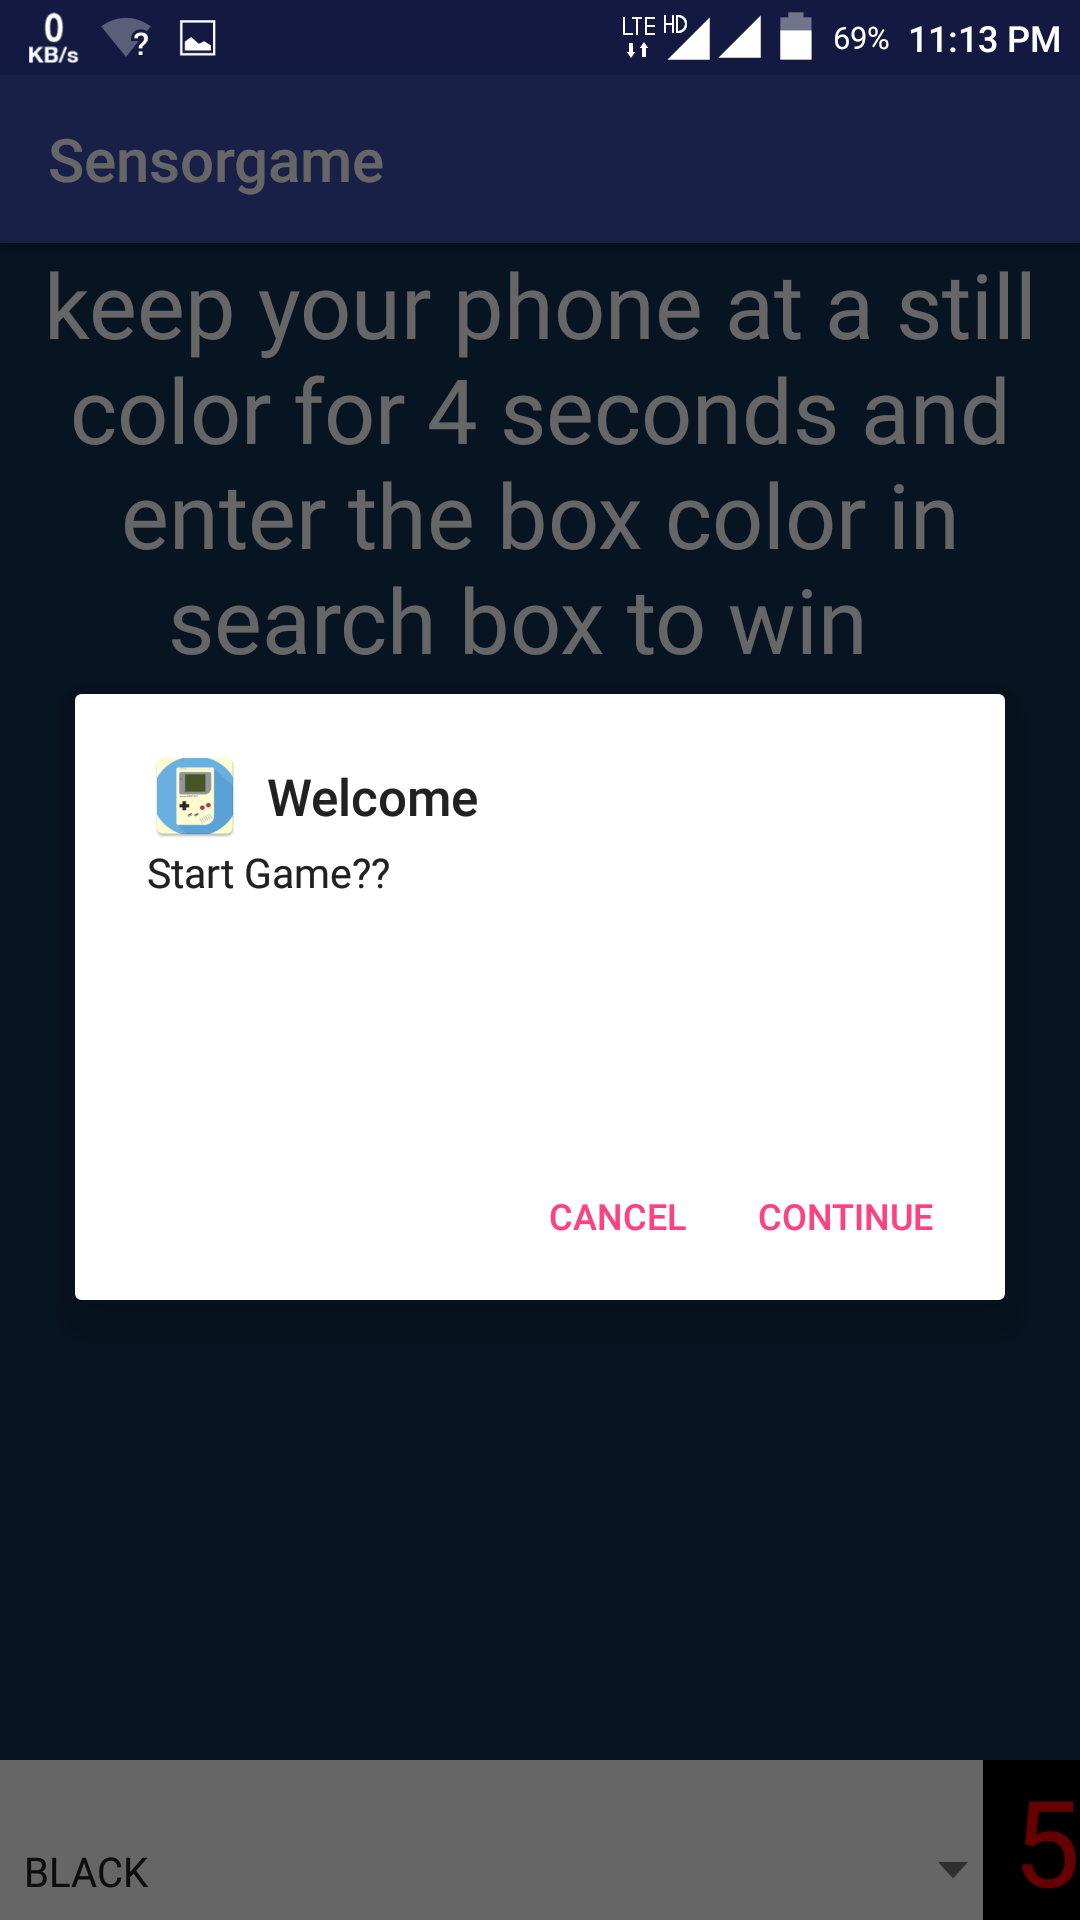 0
KB/s
?
LTE HD
69% 11:13 PM
Sensorgame
keep your phone at a still
color for 4 seconds and
enter the box color in
search box to win
Welcome
Start Game??
CANCEL CONTINUE
BLACK
5